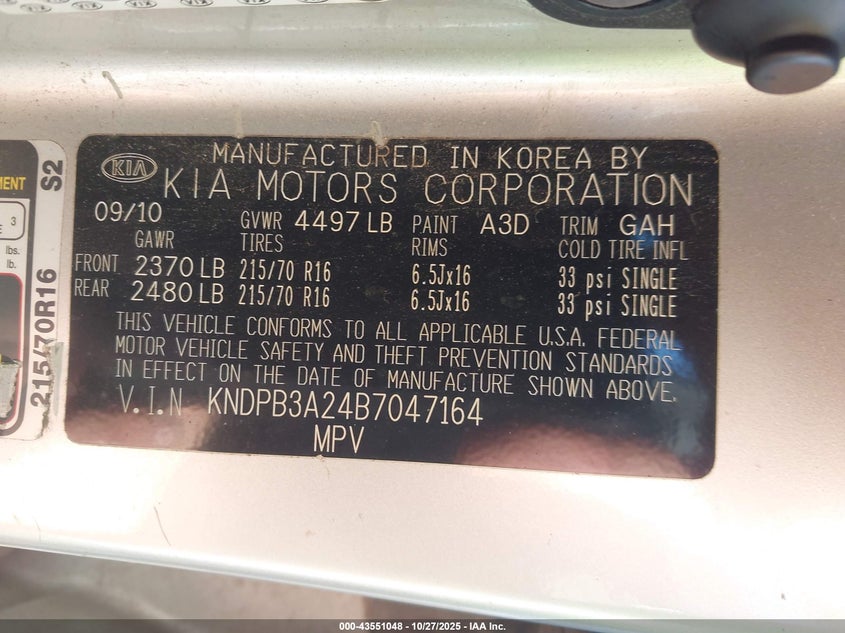 MENT
S2
3
E
lbs.
lb.
215/70R16
KIA
MANUFACTURED IN KOREA BY
KIA MOTORS CORPORATION
09/10 GVWR 4497 LB PAINT A3D TRIM GAH
GAWR TIRES RIMS COLD TIRE INFL
FRONT 2370 LB 215/70 R16 6.5Jx16 33 psi SINGLE
REAR 2480 LB 215/70 R16 6.5Jx16 33 psi SINGLE
THIS VEHICLE CONFORMS TO ALL APPLICABLE U.S.A. FEDERAL
MOTOR VEHICLE SAFETY AND THEFT PREVENTION STANDARDS
IN EFFECT ON THE DATE OF MANUFACTURE SHOWN ABOVE.
V.I.N KNDPB3A24B7047164
MPV
000-43551048 - 10/27/2025 - IAA Inc.